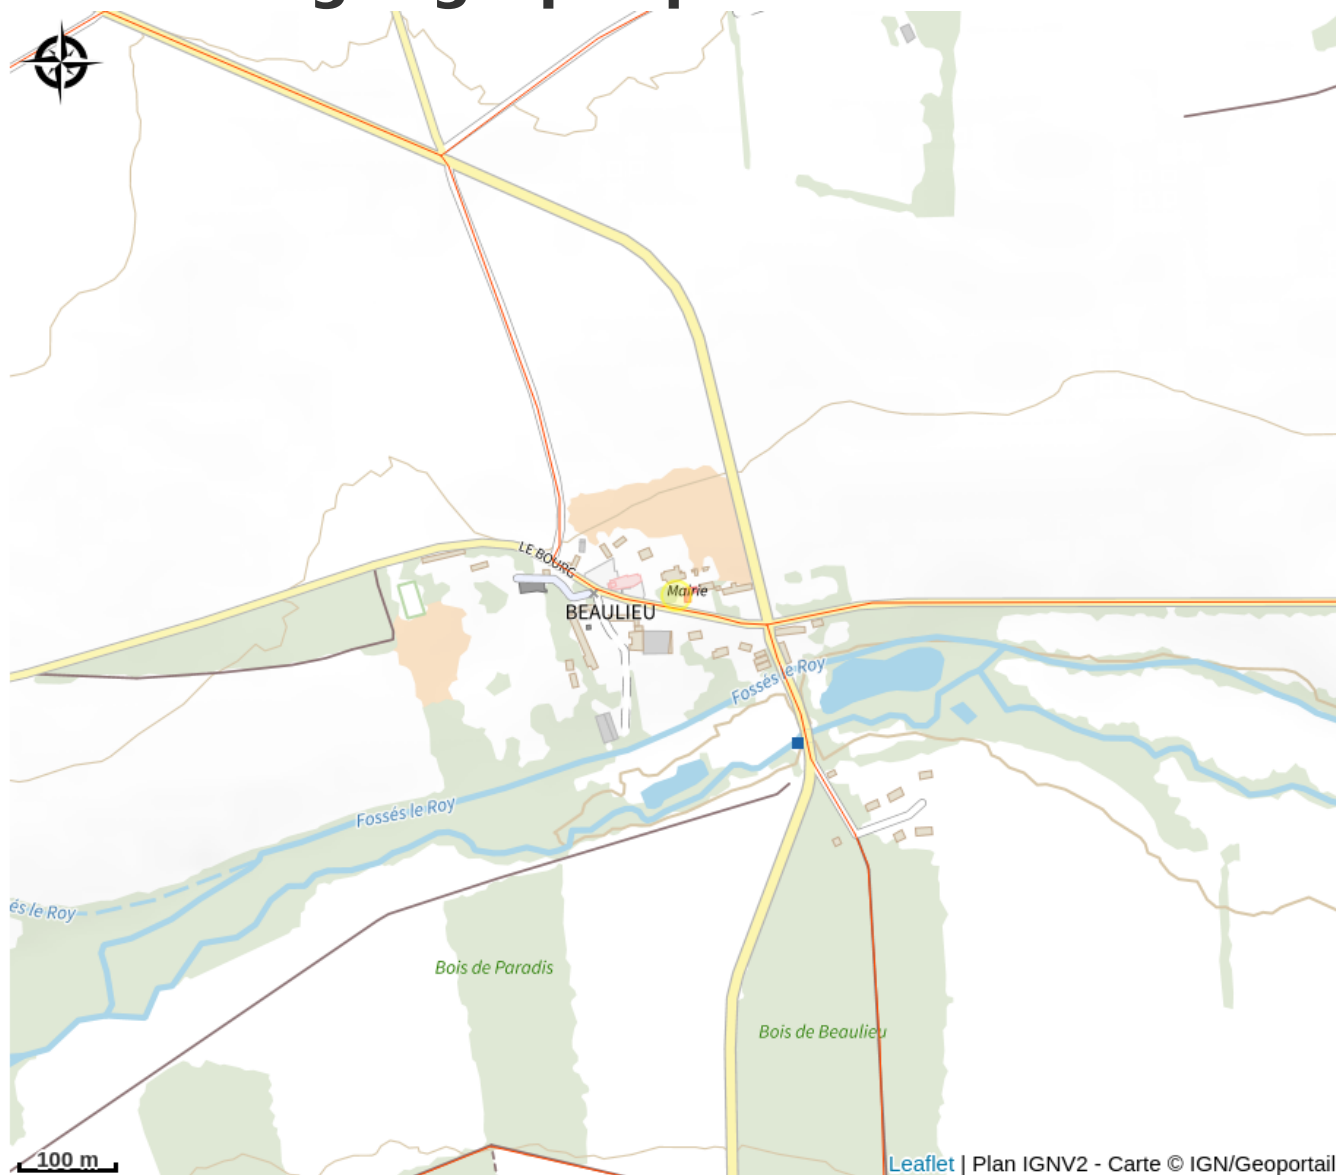 LE BOURG
Mairie
BEAULIEU
Fossés le Roy
Fossés le Roy
és le Roy
Bois de Paradis
Bois de Beaulieu
100 m
Leaflet | Plan IGNV2 - Carte © IGN/Geoportail